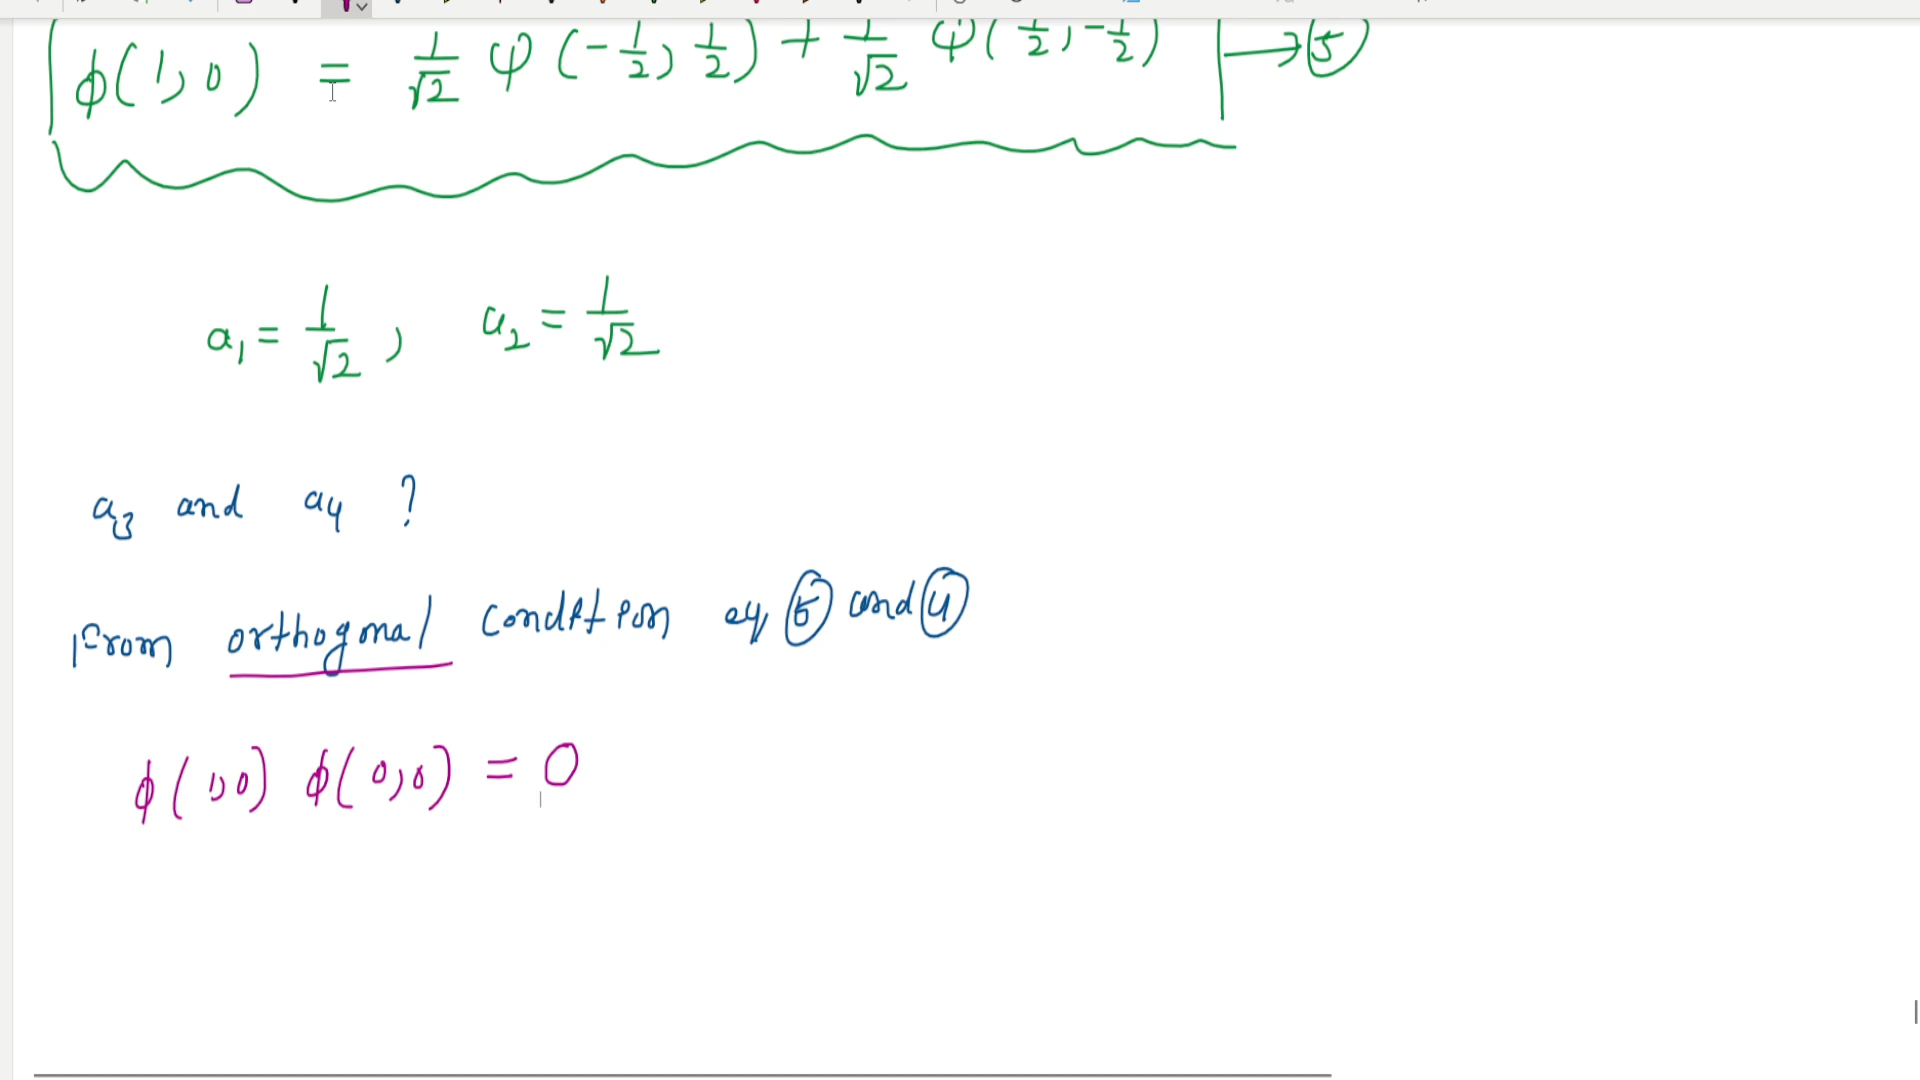 ϕ(1,0) = 1/√2 ψ(-1/2, 1/2) + 1/√2 ψ(1/2, -1/2) → ⑤
a₁ = 1/√2, a₂ = 1/√2
a₃ and a₄ ?
From orthogonal condition eq ⑤ and ④
ϕ(1,0) ϕ(0,0) = 0